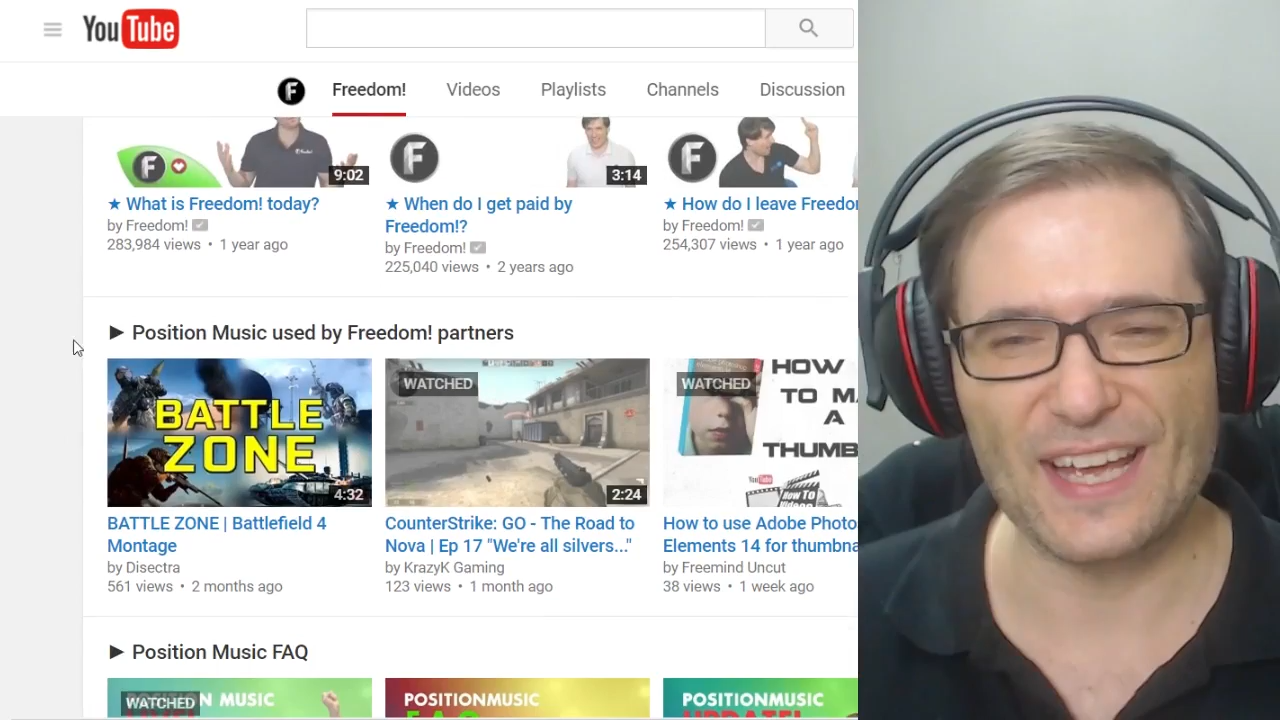 YouTube
Freedom!
Videos
Playlists
Channels
Discussion
9:02
3:14
★ What is Freedom! today?
by Freedom!
283,984 views • 1 year ago
★ When do I get paid by
Freedom!?
by Freedom!
225,040 views • 2 years ago
★ How do I leave Freedo
by Freedom!
254,307 views • 1 year ago
► Position Music used by Freedom! partners
BATTLE
ZONE
4:32
WATCHED
2:24
WATCHED
HOW
TO M
A
THUMB
YouTube
How To
BATTLE ZONE | Battlefield 4
Montage
by Disectra
561 views • 2 months ago
CounterStrike: GO - The Road to
Nova | Ep 17 "We're all silvers..."
by KrazyK Gaming
123 views • 1 month ago
How to use Adobe Photo
Elements 14 for thumbna
by Freemind Uncut
38 views • 1 week ago
► Position Music FAQ
WATCHED
N MUSIC
POSITIONMUSIC
F.A.Q
POSITIONMUSIC
UPDATE!